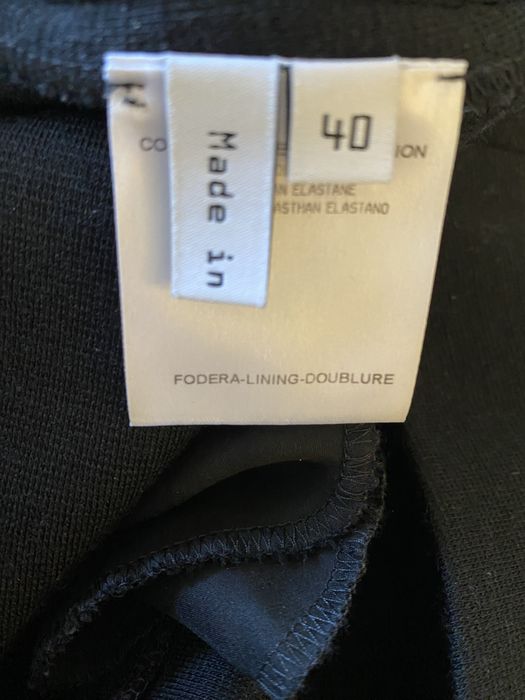 Made in
40
CO
ION
N ELASTANE
ASTHAN ELASTANO
FODERA-LINING-DOUBLURE